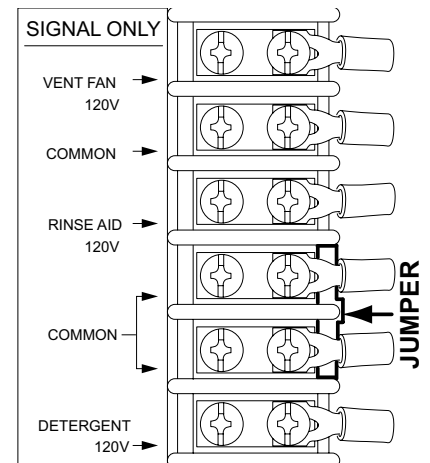 SIGNAL ONLY
VENT FAN
120V
COMMON
RINSE AID
120V
COMMON
DETERGENT
120V
JUMPER